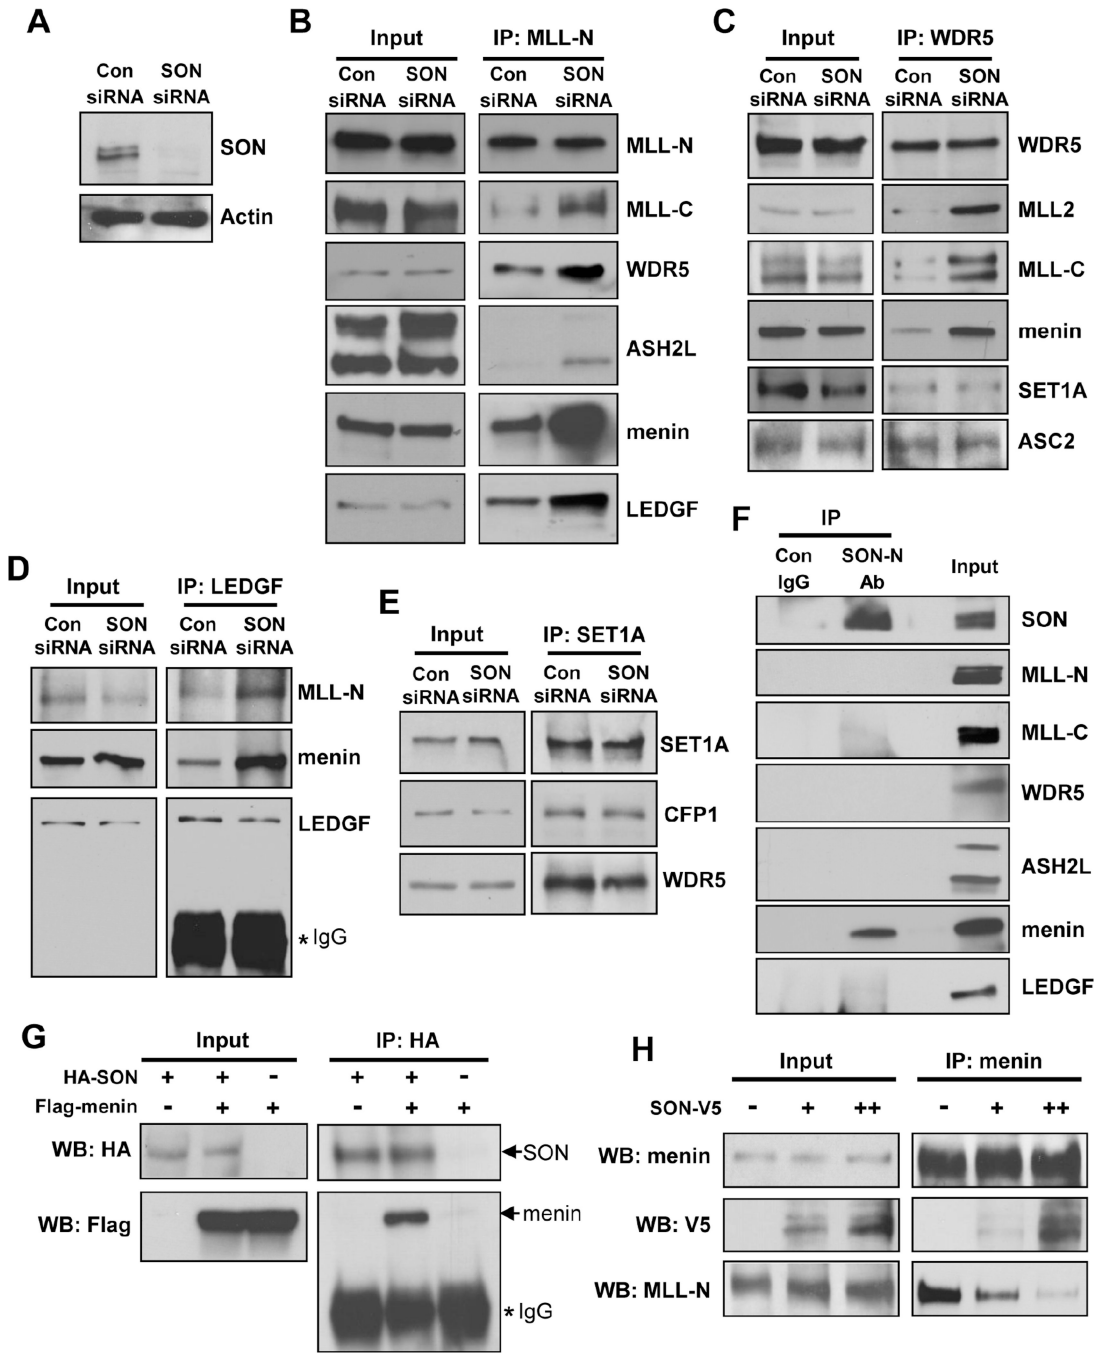 A
Con SON
siRNA siRNA
SON
Actin
B
Input IP: MLL-N
Con SON Con SON
siRNA siRNA siRNA siRNA
MLL-N
MLL-C
WDR5
ASH2L
menin
LEDGF
C
Input IP: WDR5
Con SON Con SON
siRNA siRNA siRNA siRNA
WDR5
MLL2
MLL-C
menin
SET1A
ASC2
D
Input IP: LEDGF
Con SON Con SON
siRNA siRNA siRNA siRNA
MLL-N
menin
LEDGF
* IgG
E
Input IP: SET1A
Con SON Con SON
siRNA siRNA siRNA siRNA
SET1A
CFP1
WDR5
F
IP
Con SON-N Input
IgG Ab
SON
MLL-N
MLL-C
WDR5
ASH2L
menin
LEDGF
G
Input IP: HA
HA-SON + + - + + -
Flag-menin - + + - + +
WB: HA SON
WB: Flag menin
* IgG
H
Input IP: menin
SON-V5 - + ++ - + ++
WB: menin
WB: V5
WB: MLL-N